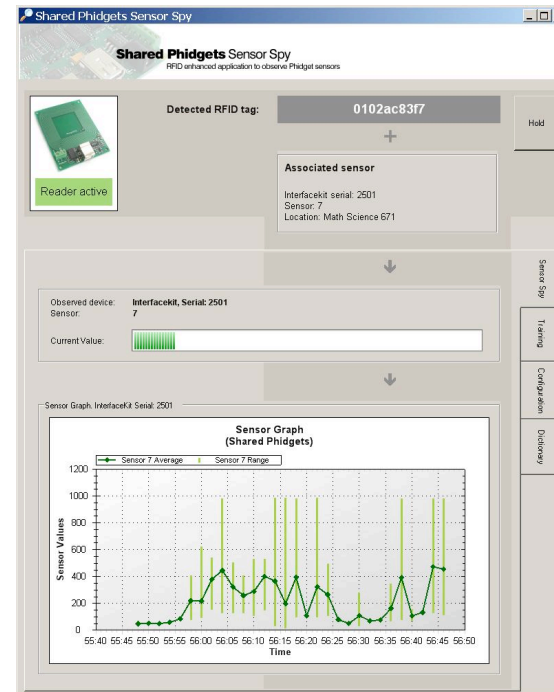 Shared Phidgets Sensor Spy
Shared Phidgets Sensor Spy
RFID enhanced application to observe Phidget sensors
Detected RFID tag: 0102ac83f7
Hold
+
Reader active
Associated sensor
Interfacekit serial: 2501
Sensor: 7
Location: Math Science 671
Sensor Spy
Training
Configuration
Dictionary
Observed device: Interfacekit, Serial: 2501
Sensor: 7
Current Value:
Sensor Graph. InterfaceKit Serial: 2501
Sensor Graph
(Shared Phidgets)
Sensor 7 Average Sensor 7 Range
1200
1000
800
600
400
200
0
Sensor Values
55:40 55:45 55:50 55:55 56:00 56:05 56:10 56:15 56:20 56:25 56:30 56:35 56:40 56:45 56:50
Time